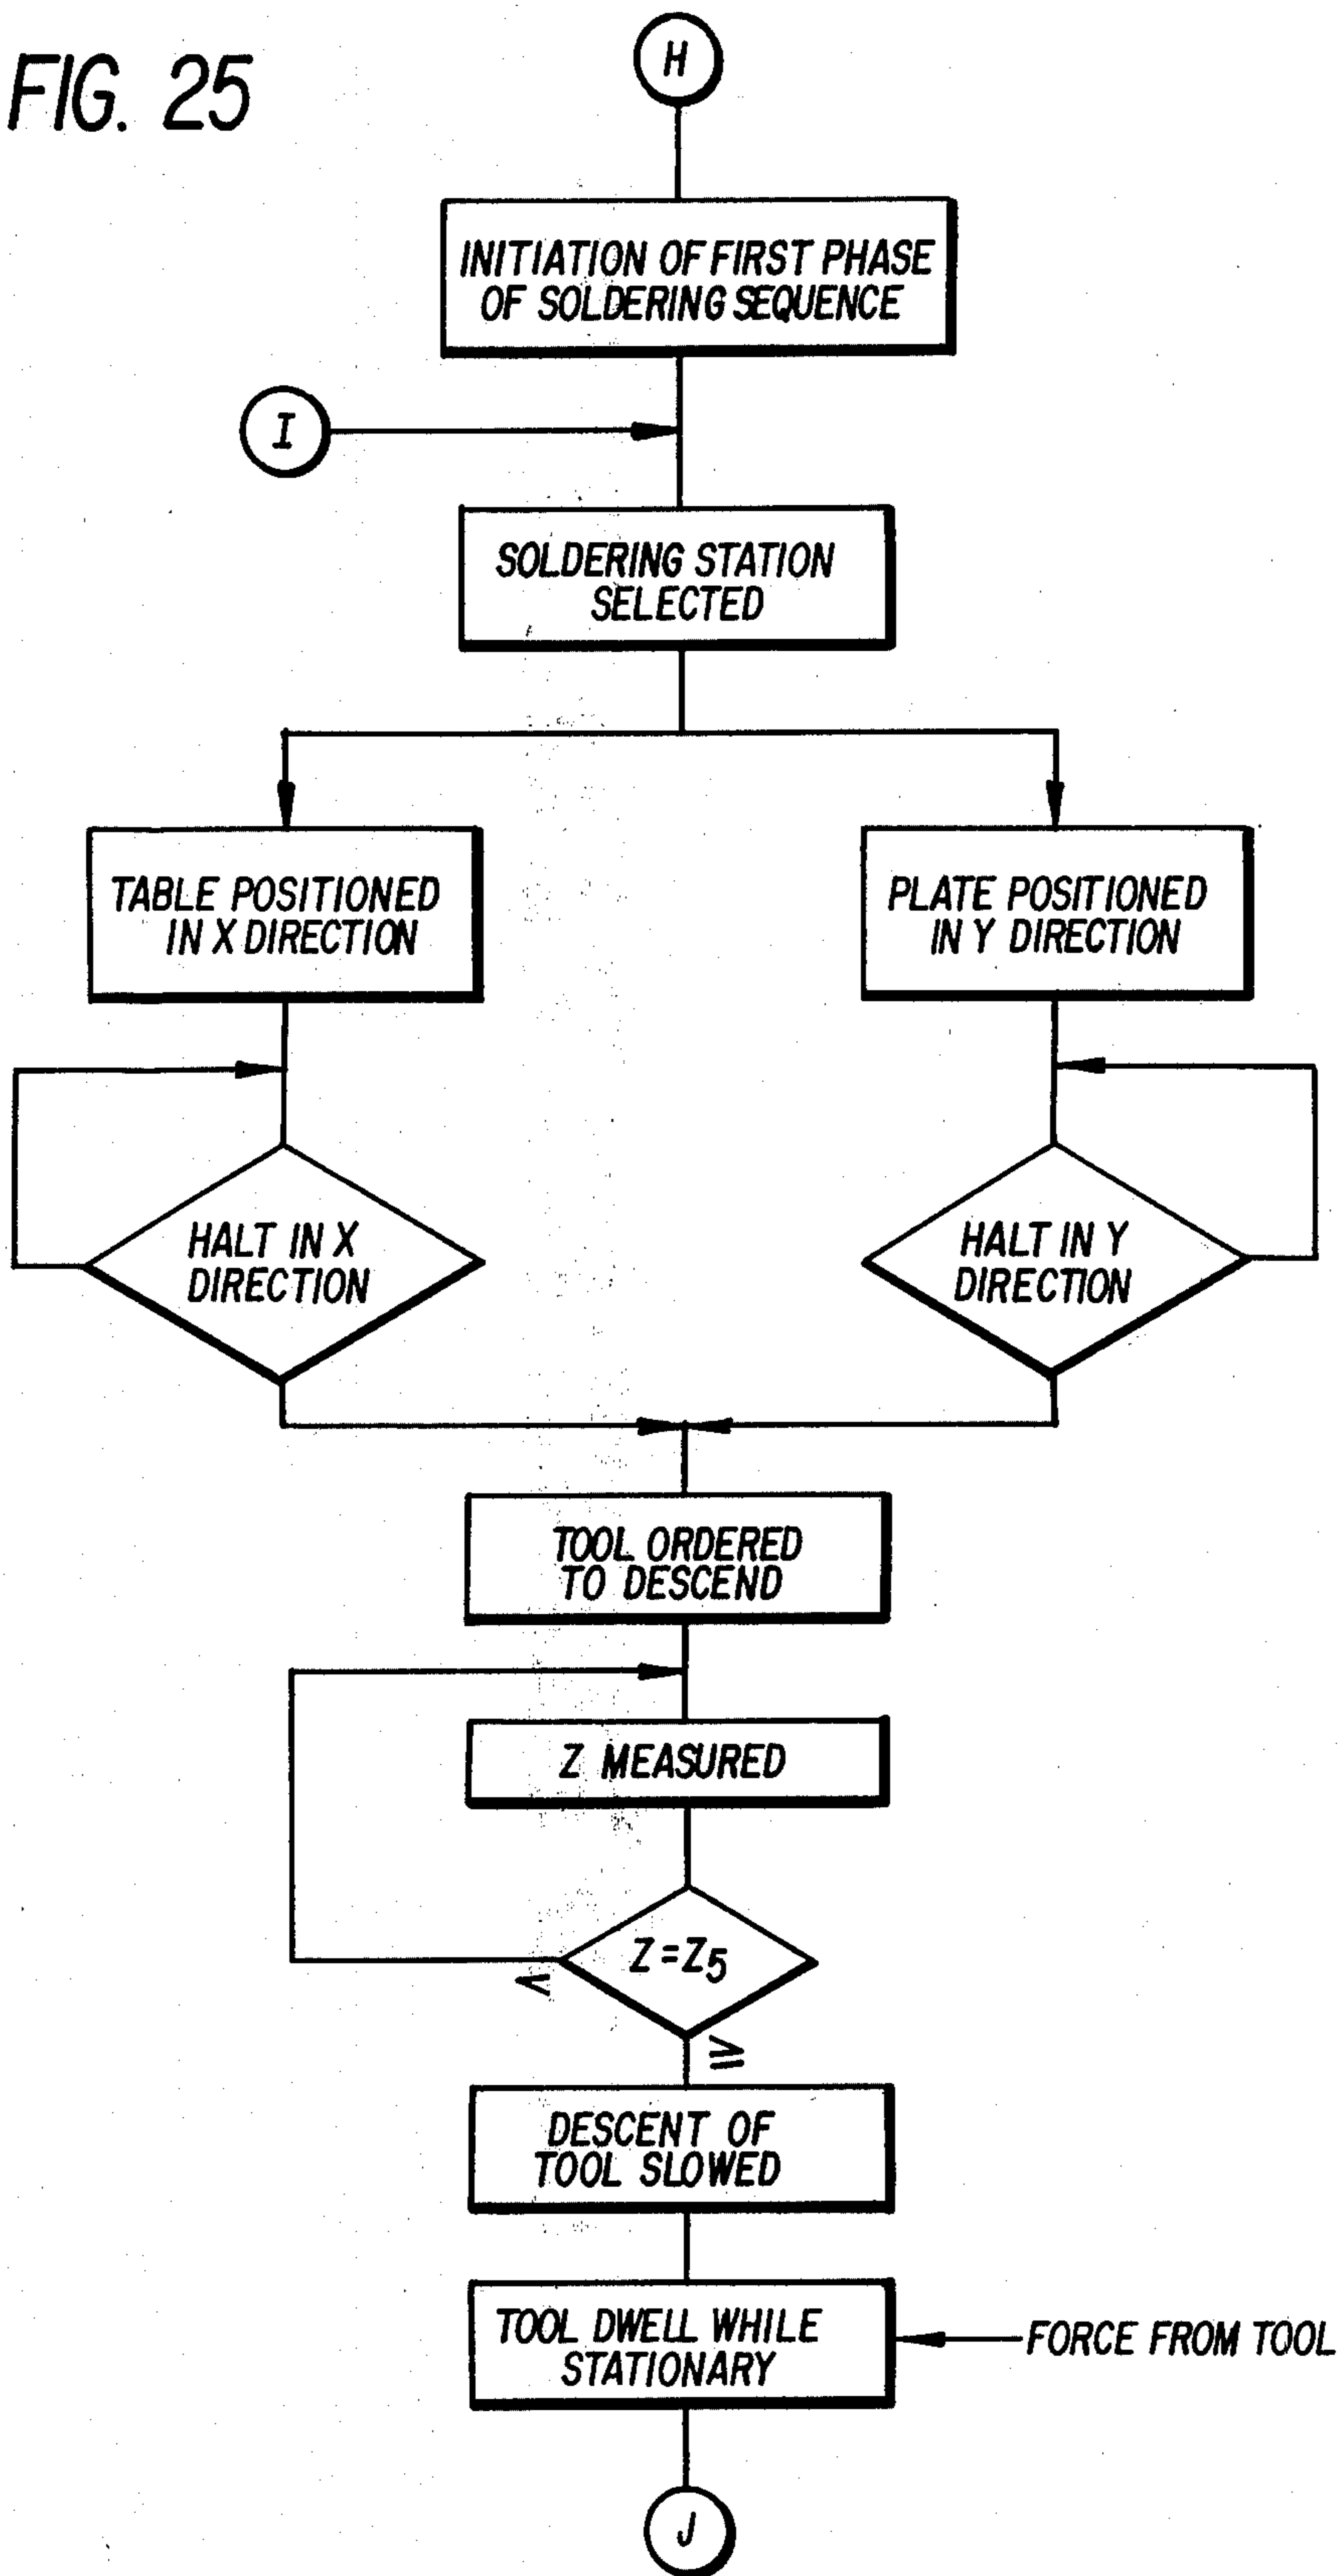 FIG. 25
H
INITIATION OF FIRST PHASE
OF SOLDERING SEQUENCE
I
SOLDERING STATION
SELECTED
TABLE POSITIONED
IN X DIRECTION
PLATE POSITIONED
IN Y DIRECTION
HALT IN X
DIRECTION
HALT IN Y
DIRECTION
TOOL ORDERED
TO DESCEND
Z MEASURED
Z=Z5
<
≥
DESCENT OF
TOOL SLOWED
TOOL DWELL WHILE
STATIONARY
FORCE FROM TOOL
J